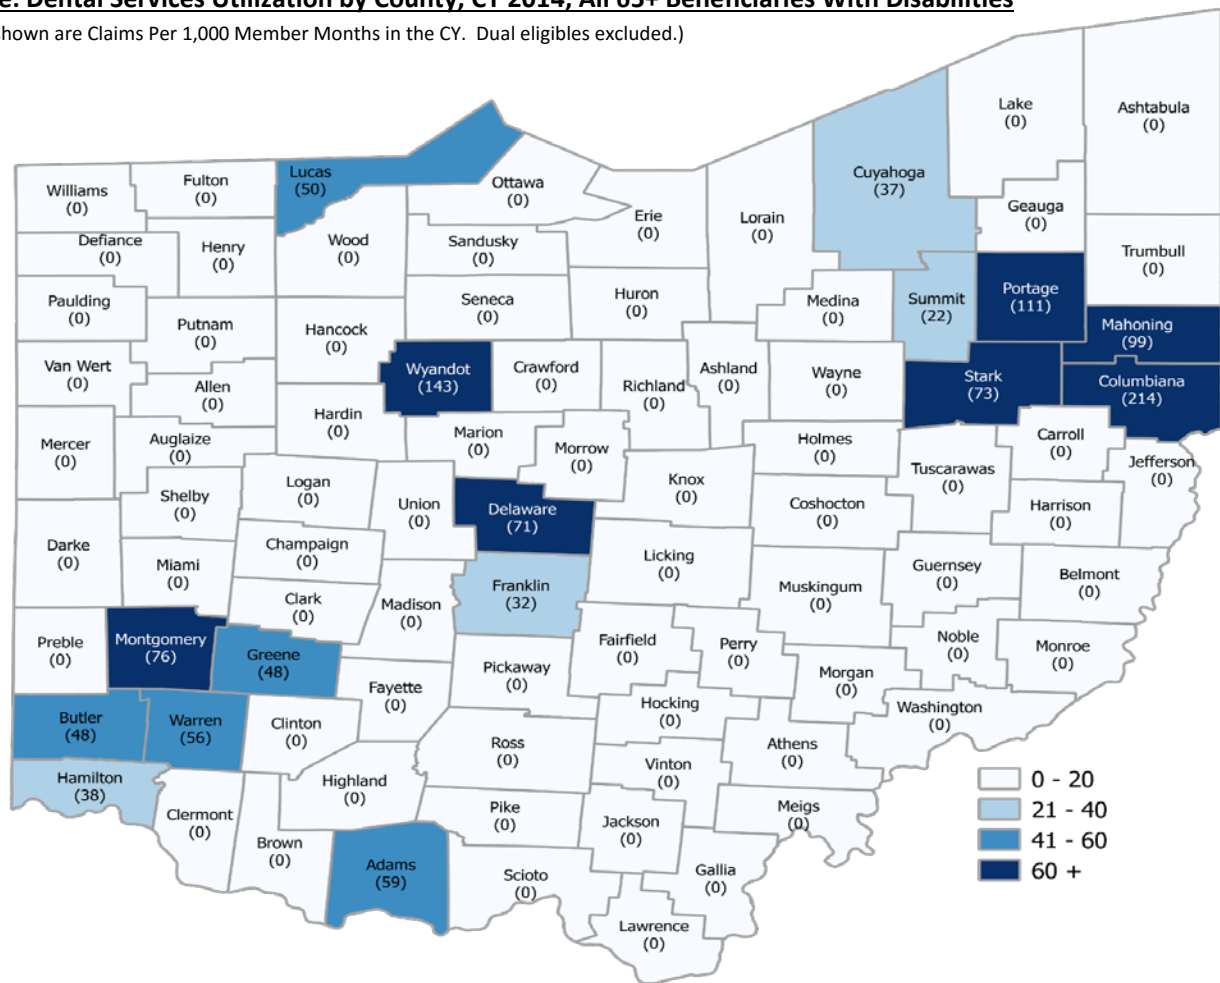 e: Dental Services Utilization by County, CY 2014, All 65+ Beneficiaries With Disabilities
shown are Claims Per 1,000 Member Months in the CY.  Dual eligibles excluded.)
Lake
(0)
Ashtabula
(0)
Cuyahoga
(37)
Lucas
(50)
Fulton
(0)
Williams
(0)
Ottawa
(0)
Geauga
(0)
Erie
(0)
Lorain
(0)
Defiance
(0)
Henry
(0)
Wood
(0)
Sandusky
(0)
Trumbull
(0)
Paulding
(0)
Seneca
(0)
Huron
(0)
Medina
(0)
Summit
(22)
Portage
(111)
Putnam
(0)
Hancock
(0)
Mahoning
(99)
Van Wert
(0)
Wyandot
(143)
Crawford
(0)
Ashland
(0)
Wayne
(0)
Stark
(73)
Columbiana
(214)
Allen
(0)
Richland
(0)
Hardin
(0)
Mercer
(0)
Auglaize
(0)
Marion
(0)
Morrow
(0)
Holmes
(0)
Carroll
(0)
Tuscarawas
(0)
Jefferson
(0)
Shelby
(0)
Logan
(0)
Union
(0)
Knox
(0)
Coshocton
(0)
Harrison
(0)
Delaware
(71)
Darke
(0)
Champaign
(0)
Miami
(0)
Licking
(0)
Guernsey
(0)
Belmont
(0)
Franklin
(32)
Muskingum
(0)
Clark
(0)
Madison
(0)
Preble
(0)
Montgomery
(76)
Greene
(48)
Fairfield
(0)
Perry
(0)
Noble
(0)
Monroe
(0)
Pickaway
(0)
Morgan
(0)
Fayette
(0)
Hocking
(0)
Washington
(0)
Butler
(48)
Warren
(56)
Clinton
(0)
Ross
(0)
Athens
(0)
Vinton
(0)
Hamilton
(38)
Highland
(0)
0 - 20
Clermont
(0)
Pike
(0)
Jackson
(0)
Meigs
(0)
21 - 40
Brown
(0)
41 - 60
Adams
(59)
Scioto
(0)
Gallia
(0)
60 +
Lawrence
(0)